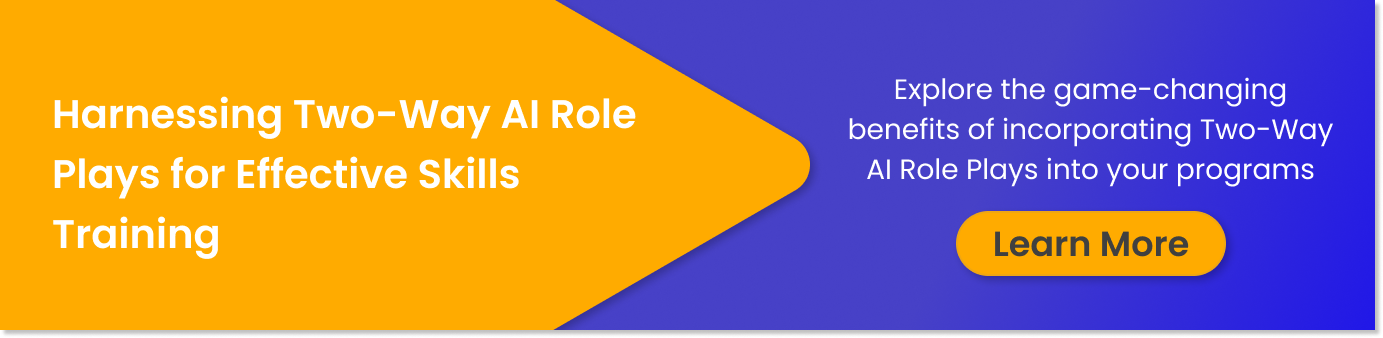 Harnessing Two-Way AI Role
Plays for Effective Skills
Training
Explore the game-changing
benefits of incorporating Two-Way
AI Role Plays into your programs
Learn More